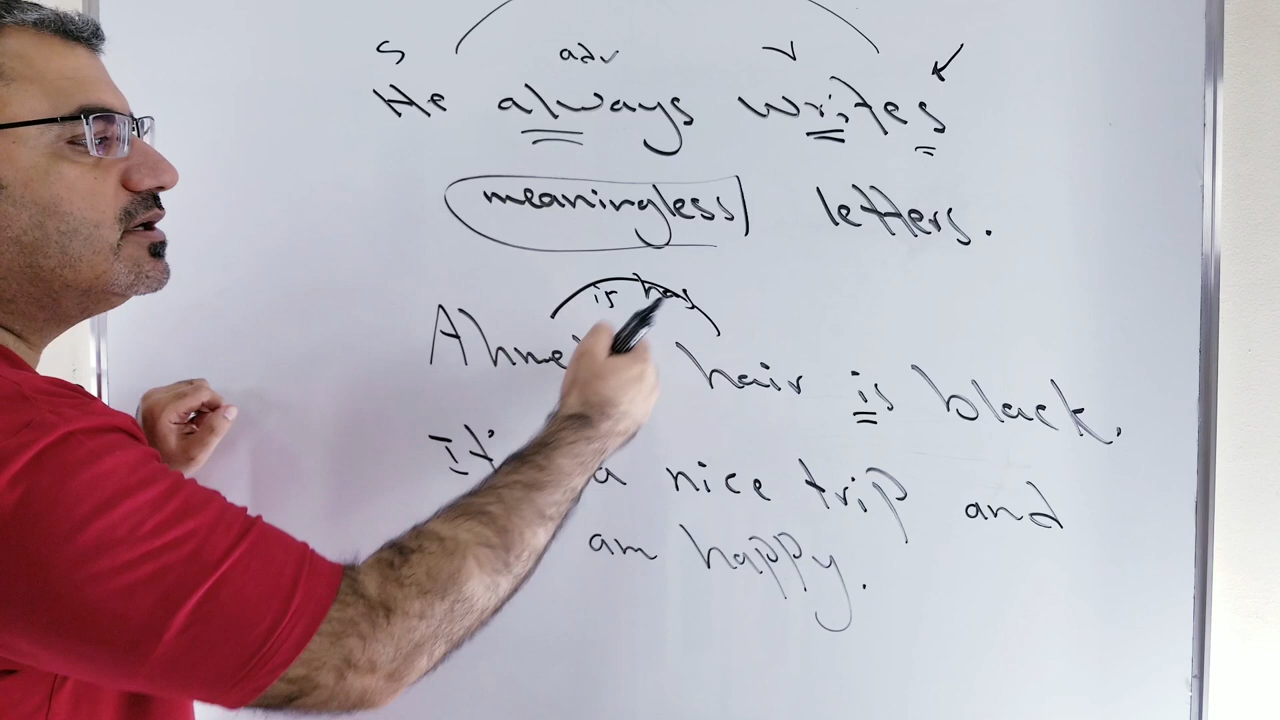 S adv v
He always writes
meaningless letters.
is has
hair is black.
a nice trip and
am happy.